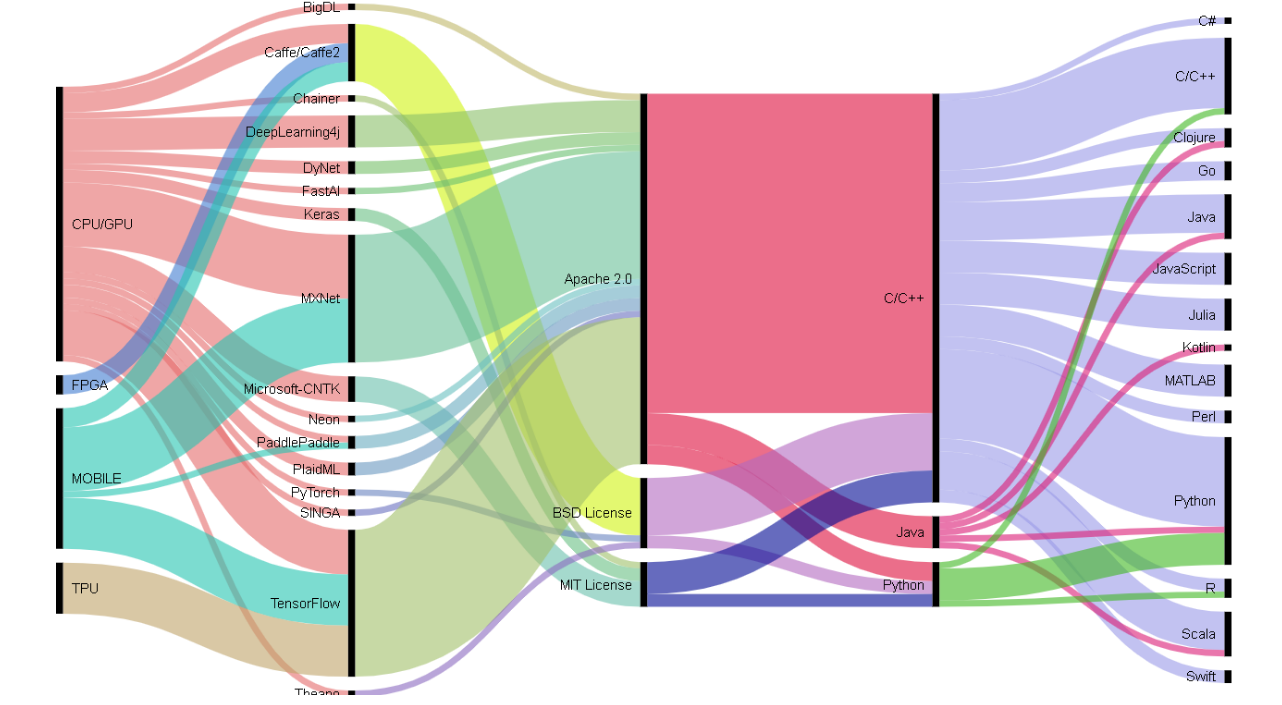 CPU/GPU
FPGA
MOBILE
TPU
BigDL
Caffe/Caffe2
Chainer
DeepLearning4j
DyNet
FastAI
Keras
MXNet
Microsoft-CNTK
Neon
PaddlePaddle
PlaidML
PyTorch
SINGA
TensorFlow
Theano
Apache 2.0
BSD License
MIT License
C/C++
Java
Python
C#
C/C++
Clojure
Go
Java
JavaScript
Julia
Kotlin
MATLAB
Perl
Python
R
Scala
Swift